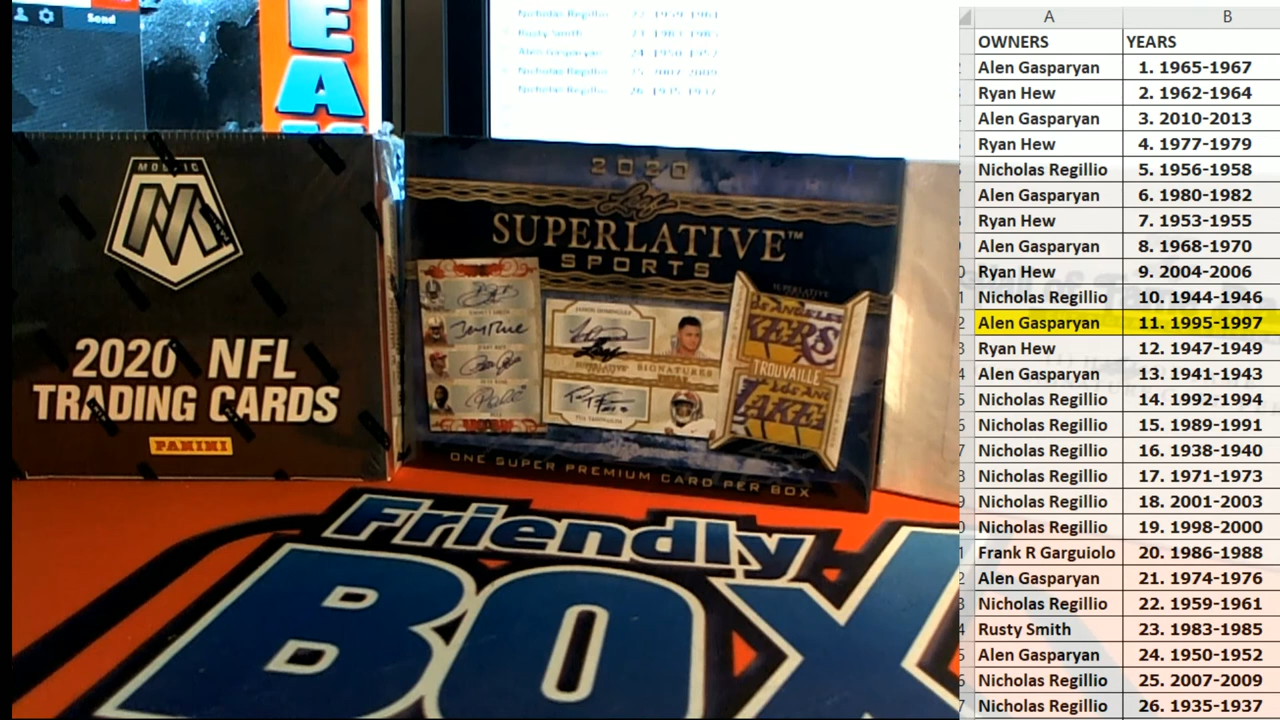 Send
EA
Nicholas Regillio 22. 1959-1961
Rusty Smith 23. 1983-1985
Alen Gasparyan 24. 1950-1952
Nicholas Regillio 25. 2007-2009
Nicholas Regillio 26. 1935-1937
MOSAIC
M
2020 NFL
TRADING CARDS
PANINI
2020
Leaf
SUPERLATIVE™
SPORTS
SIGNATURES
TROUVAILLE
ONE SUPER PREMIUM CARD PER BOX
Friendly
BOX
A B
OWNERS YEARS
Alen Gasparyan 1. 1965-1967
Ryan Hew 2. 1962-1964
Alen Gasparyan 3. 2010-2013
Ryan Hew 4. 1977-1979
Nicholas Regillio 5. 1956-1958
Alen Gasparyan 6. 1980-1982
Ryan Hew 7. 1953-1955
Alen Gasparyan 8. 1968-1970
Ryan Hew 9. 2004-2006
Nicholas Regillio 10. 1944-1946
Alen Gasparyan 11. 1995-1997
Ryan Hew 12. 1947-1949
Alen Gasparyan 13. 1941-1943
Nicholas Regillio 14. 1992-1994
Nicholas Regillio 15. 1989-1991
Nicholas Regillio 16. 1938-1940
Nicholas Regillio 17. 1971-1973
Nicholas Regillio 18. 2001-2003
Nicholas Regillio 19. 1998-2000
Frank R Garguiolo 20. 1986-1988
Alen Gasparyan 21. 1974-1976
Nicholas Regillio 22. 1959-1961
Rusty Smith 23. 1983-1985
Alen Gasparyan 24. 1950-1952
Nicholas Regillio 25. 2007-2009
Nicholas Regillio 26. 1935-1937